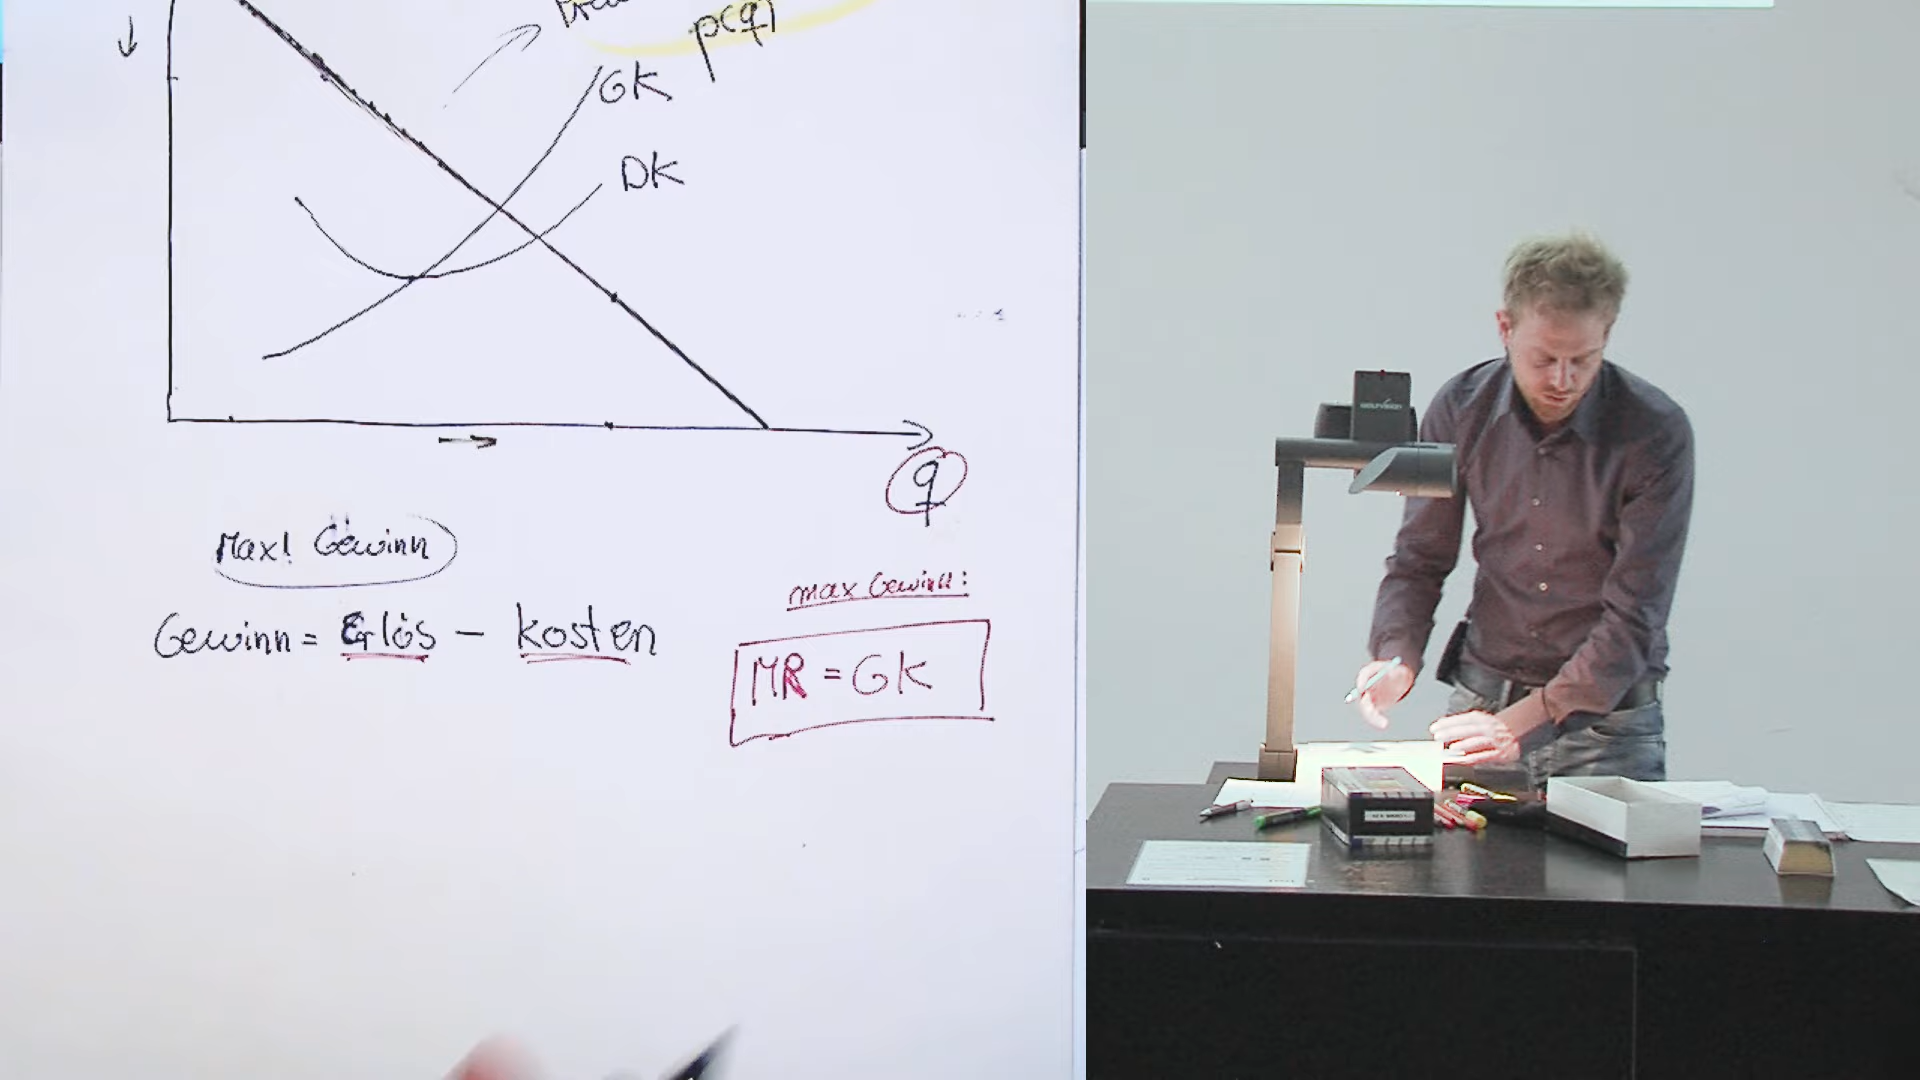 p(q)
GK
DK
q
Max! Gewinn
Gewinn = Erlös - kosten
max Gewinn:
MR = GK